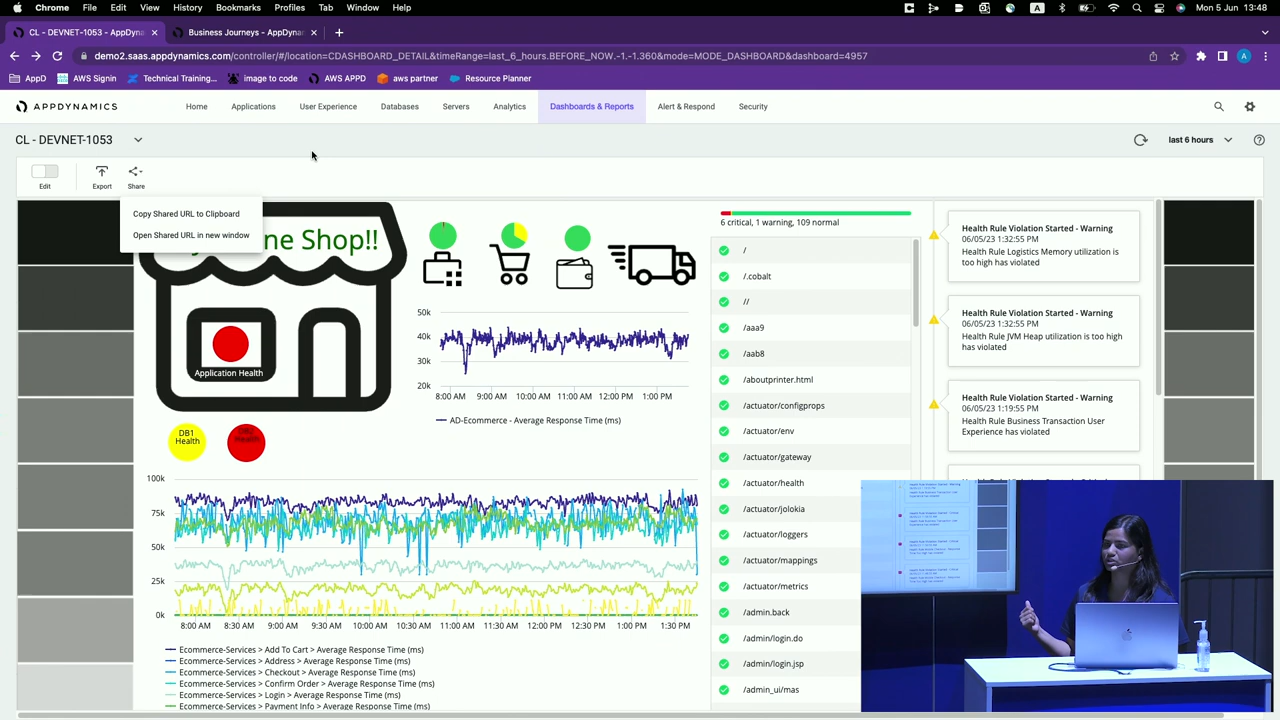 Chrome File Edit View History Bookmarks Profiles Tab Window Help
A
Mon 5 Jun 13:48
CL - DEVNET-1053 - AppDyna
Business Journeys - AppDynam
demo2.saas.appdynamics.com/controller/#/location=CDASHBOARD_DETAIL&timeRange=last_6_hours.BEFORE_NOW.-1.-1.360&mode=MODE_DASHBOARD&dashboard=4957
A
AppD AWS Signin Technical Training... image to code AWS APPD aws partner Resource Planner
APPDYNAMICS
Home Applications User Experience Databases Servers Analytics Dashboards & Reports Alert & Respond Security
CL - DEVNET-1053
last 6 hours
Edit Export Share
Copy Shared URL to Clipboard
Open Shared URL in new window
ne Shop!!
Application Health
DB1
Health
50k
40k
30k
20k
8:00 AM 9:00 AM 10:00 AM 11:00 AM 12:00 PM 1:00 PM
AD-Ecommerce - Average Response Time (ms)
100k
75k
50k
25k
0k
8:00 AM 8:30 AM 9:00 AM 9:30 AM 10:00 AM 10:30 AM 11:00 AM 11:30 AM 12:00 PM 12:30 PM 1:00 PM 1:30 PM
Ecommerce-Services > Add To Cart > Average Response Time (ms)
Ecommerce-Services > Address > Average Response Time (ms)
Ecommerce-Services > Checkout > Average Response Time (ms)
Ecommerce-Services > Confirm Order > Average Response Time (ms)
Ecommerce-Services > Login > Average Response Time (ms)
Ecommerce-Services > Payment Info > Average Response Time (ms)
6 critical, 1 warning, 109 normal
/
/.cobalt
//
/aaa9
/aab8
/aboutprinter.html
/actuator/configprops
/actuator/env
/actuator/gateway
/actuator/health
/actuator/jolokia
/actuator/loggers
/actuator/mappings
/actuator/metrics
/admin.back
/admin/login.do
/admin/login.jsp
/admin_ui/mas
Health Rule Violation Started - Warning
06/05/23 1:32:55 PM
Health Rule Logistics Memory utilization is
too high has violated
Health Rule Violation Started - Warning
06/05/23 1:32:55 PM
Health Rule JVM Heap utilization is too high
has violated
Health Rule Violation Started - Warning
06/05/23 1:19:55 PM
Health Rule Business Transaction User
Experience has violated